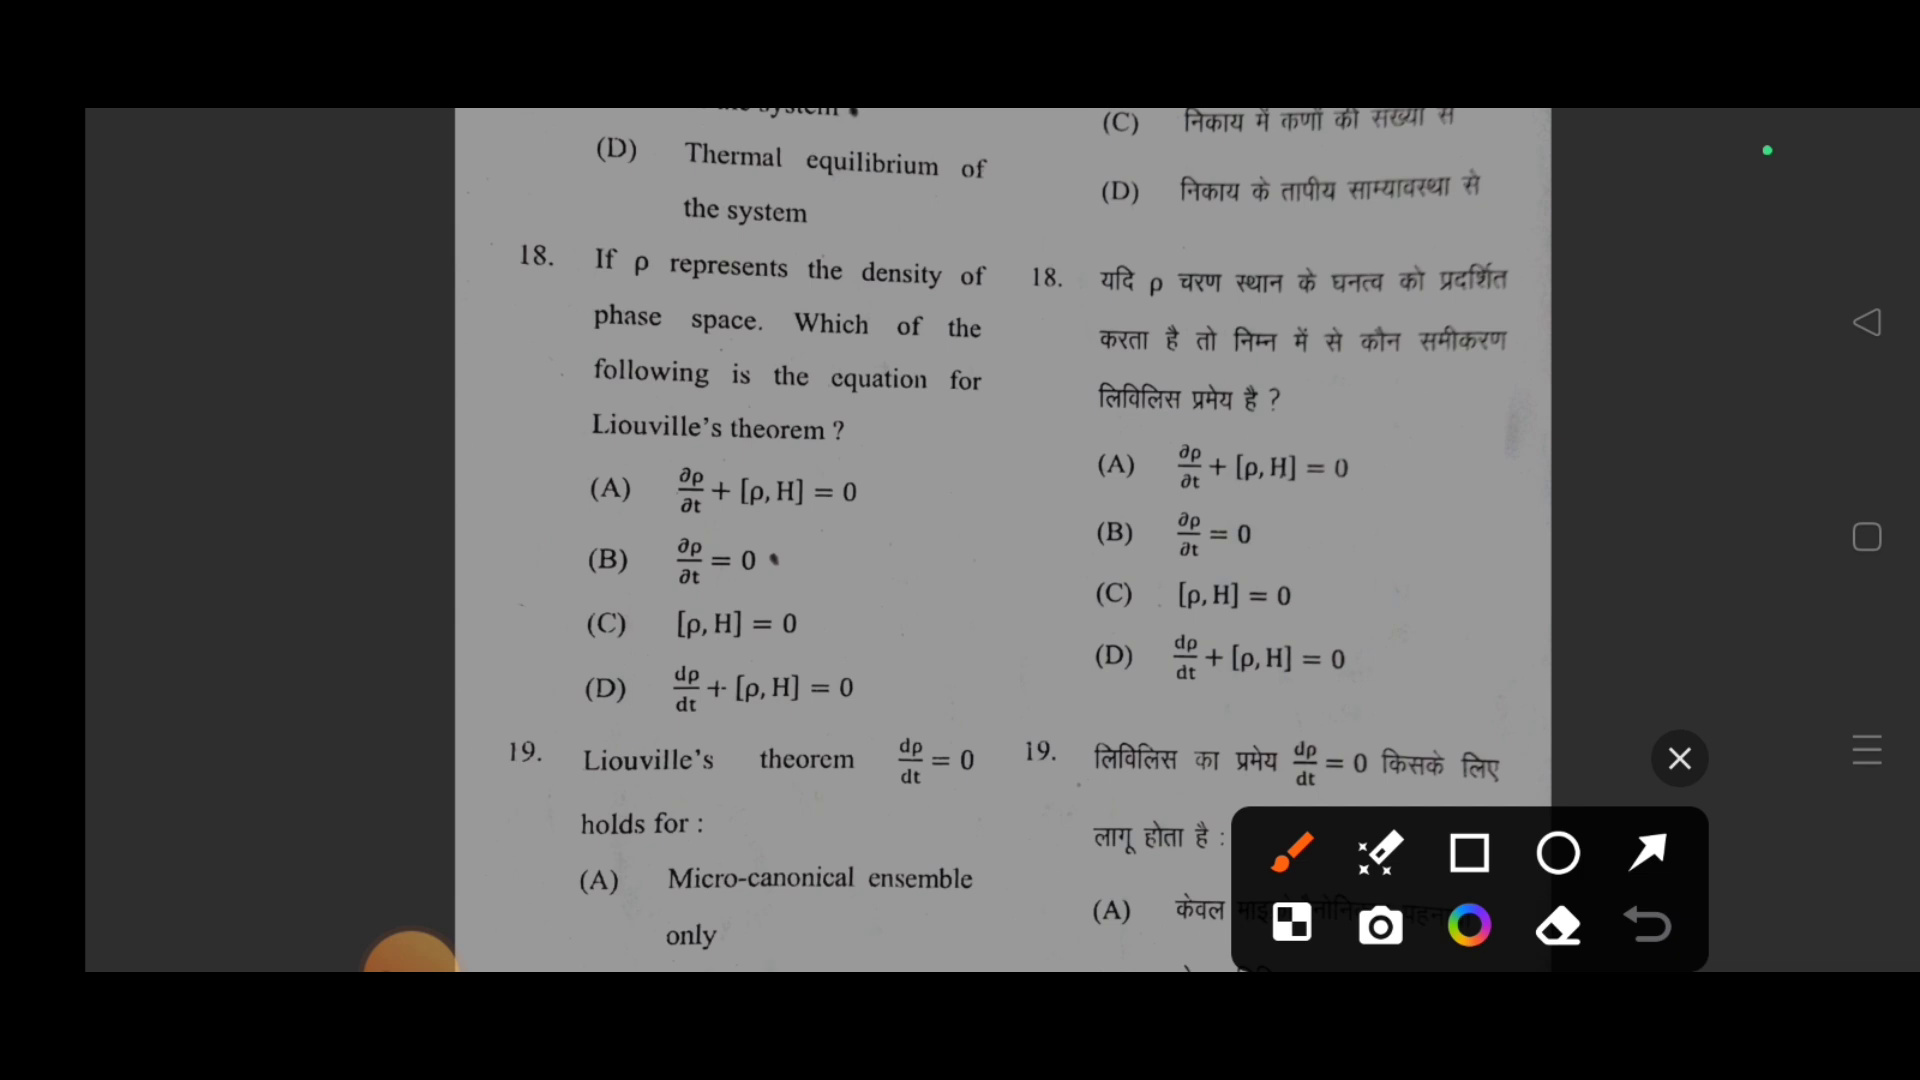 the system
(D) Thermal equilibrium of
the system
18. If ρ represents the density of
phase space. Which of the
following is the equation for
Liouville's theorem ?
(A) ∂ρ/∂t + [ρ, H] = 0
(B) ∂ρ/∂t = 0
(C) [ρ, H] = 0
(D) dρ/dt + [ρ, H] = 0
19. Liouville's theorem dρ/dt = 0
holds for :
(A) Micro-canonical ensemble
only
(C) निकाय में कणों की संख्या से
(D) निकाय के तापीय साम्यावस्था से
18. यदि ρ चरण स्थान के घनत्व को प्रदर्शित
करता है तो निम्न में से कौन समीकरण
लिविलिस प्रमेय है ?
(A) ∂ρ/∂t + [ρ, H] = 0
(B) ∂ρ/∂t = 0
(C) [ρ, H] = 0
(D) dρ/dt + [ρ, H] = 0
19. लिविलिस का प्रमेय dρ/dt = 0 किसके लिए
लागू होता है :
(A) केवल